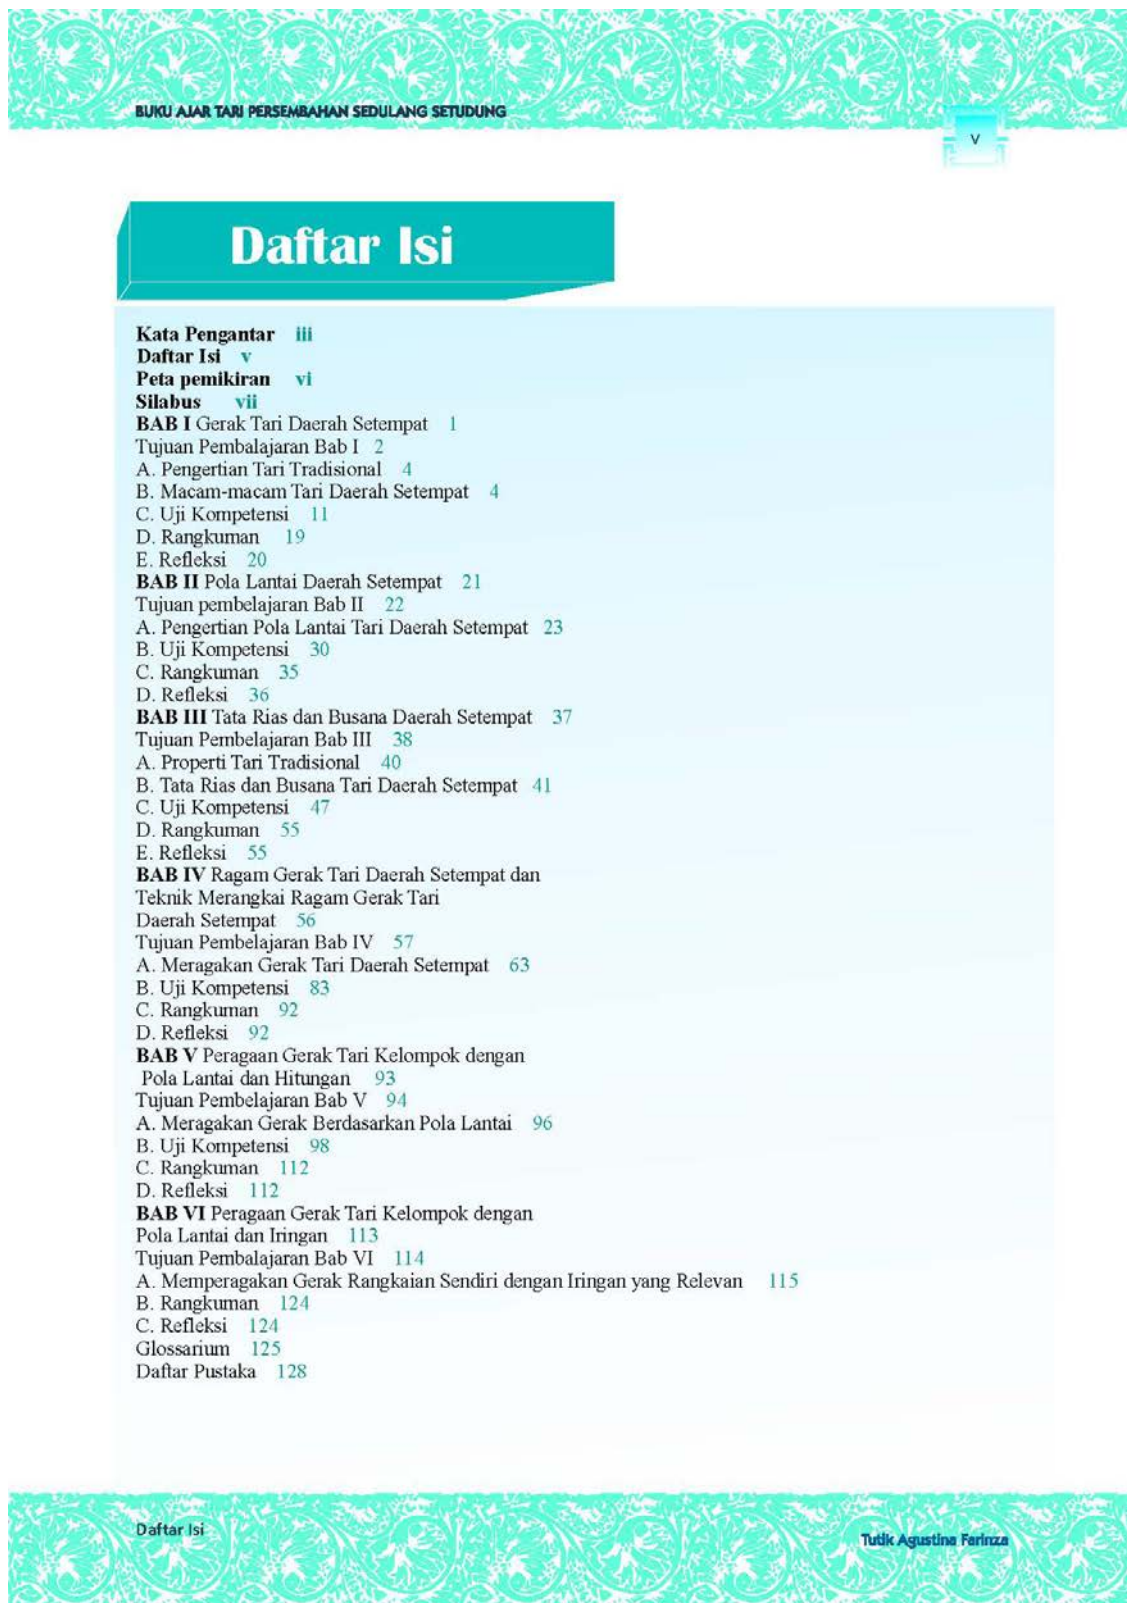 BUKU AJAR TARI PERSEMBAHAN SEDULANG SETUDUNG
v
Daftar Isi
Kata Pengantar iii
Daftar Isi v
Peta pemikiran vi
Silabus vii
BAB I Gerak Tari Daerah Setempat 1
Tujuan Pembalajaran Bab I 2
A. Pengertian Tari Tradisional 4
B. Macam-macam Tari Daerah Setempat 4
C. Uji Kompetensi 11
D. Rangkuman 19
E. Refleksi 20
BAB II Pola Lantai Daerah Setempat 21
Tujuan pembelajaran Bab II 22
A. Pengertian Pola Lantai Tari Daerah Setempat 23
B. Uji Kompetensi 30
C. Rangkuman 35
D. Refleksi 36
BAB III Tata Rias dan Busana Daerah Setempat 37
Tujuan Pembelajaran Bab III 38
A. Properti Tari Tradisional 40
B. Tata Rias dan Busana Tari Daerah Setempat 41
C. Uji Kompetensi 47
D. Rangkuman 55
E. Refleksi 55
BAB IV Ragam Gerak Tari Daerah Setempat dan
Teknik Merangkai Ragam Gerak Tari
Daerah Setempat 56
Tujuan Pembelajaran Bab IV 57
A. Meragakan Gerak Tari Daerah Setempat 63
B. Uji Kompetensi 83
C. Rangkuman 92
D. Refleksi 92
BAB V Peragaan Gerak Tari Kelompok dengan
Pola Lantai dan Hitungan 93
Tujuan Pembelajaran Bab V 94
A. Meragakan Gerak Berdasarkan Pola Lantai 96
B. Uji Kompetensi 98
C. Rangkuman 112
D. Refleksi 112
BAB VI Peragaan Gerak Tari Kelompok dengan
Pola Lantai dan Iringan 113
Tujuan Pembalajaran Bab VI 114
A. Memperagakan Gerak Rangkaian Sendiri dengan Iringan yang Relevan 115
B. Rangkuman 124
C. Refleksi 124
Glossarium 125
Daftar Pustaka 128
Daftar Isi
Tutik Agustina Farinza